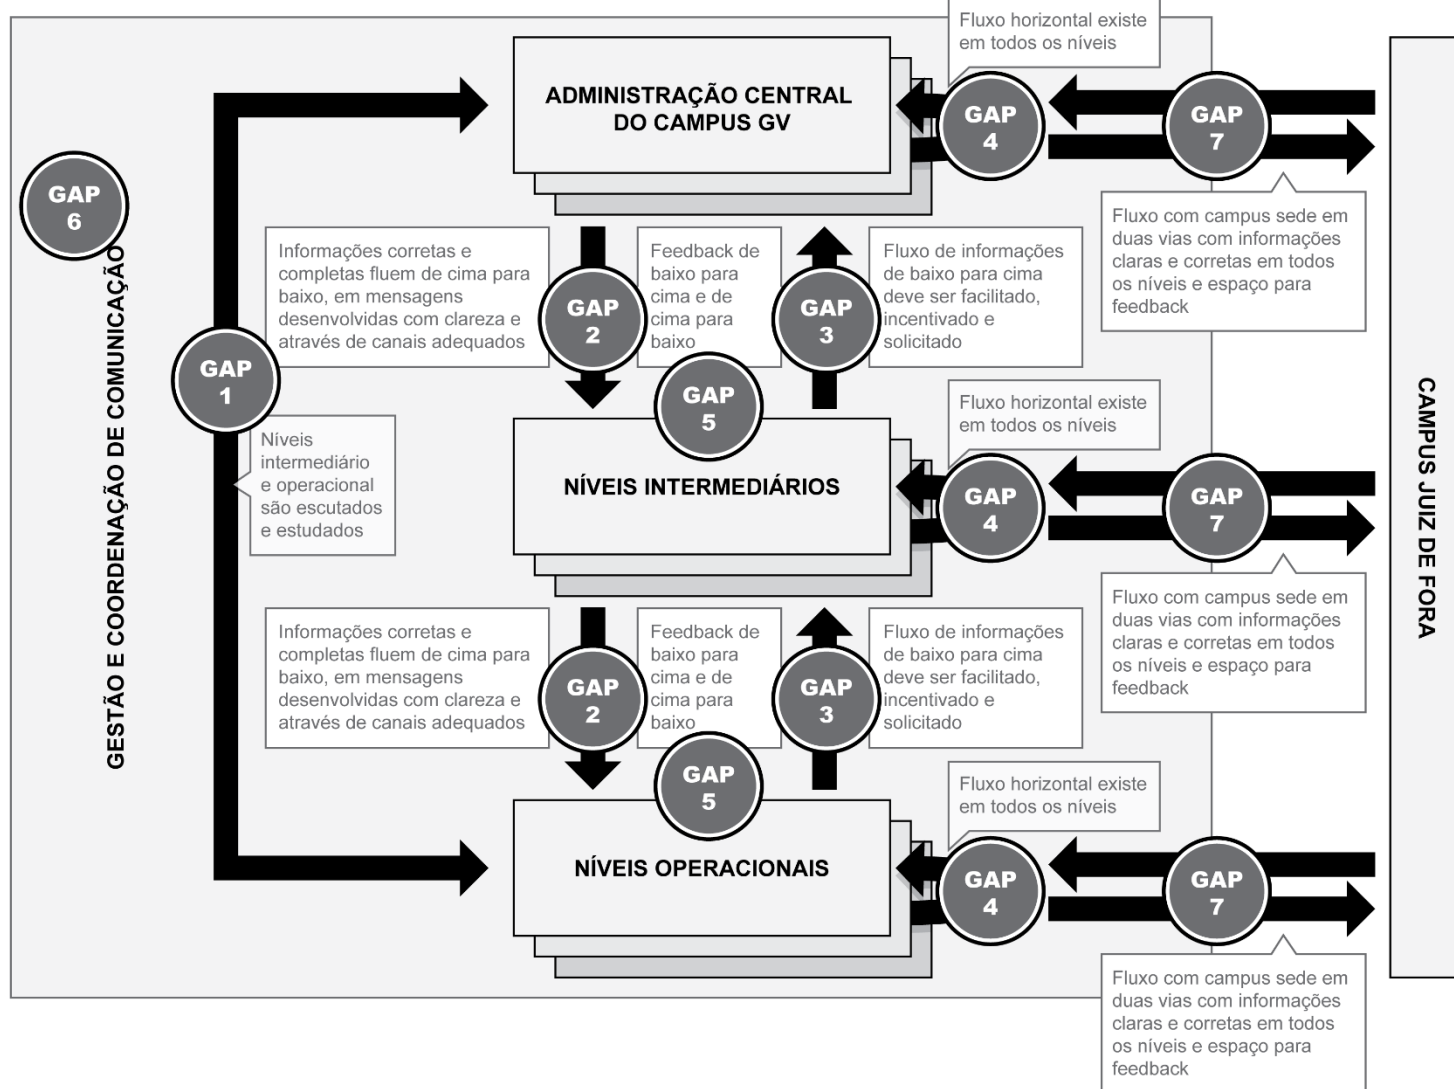 Fluxo horizontal existe
em todos os níveis
ADMINISTRAÇÃO CENTRAL
DO CAMPUS GV
GAP
4
GAP
7
GAP
6
GESTÃO E COORDENAÇÃO DE COMUNICAÇÃO
Informações corretas e
completas fluem de cima para
baixo, em mensagens
desenvolvidas com clareza e
através de canais adequados
GAP
2
Feedback de
baixo para
cima e de
cima para
baixo
GAP
3
Fluxo de informações
de baixo para cima
deve ser facilitado,
incentivado e
solicitado
Fluxo com campus sede em
duas vias com informações
claras e corretas em todos
os níveis e espaço para
feedback
GAP
1
Níveis
intermediário
e operacional
são escutados
e estudados
GAP
5
Fluxo horizontal existe
em todos os níveis
NÍVEIS INTERMEDIÁRIOS
GAP
4
GAP
7
CAMPUS JUIZ DE FORA
Informações corretas e
completas fluem de cima para
baixo, em mensagens
desenvolvidas com clareza e
através de canais adequados
GAP
2
Feedback de
baixo para
cima e de
cima para
baixo
GAP
3
Fluxo de informações
de baixo para cima
deve ser facilitado,
incentivado e
solicitado
Fluxo com campus sede em
duas vias com informações
claras e corretas em todos
os níveis e espaço para
feedback
GAP
5
Fluxo horizontal existe
em todos os níveis
NÍVEIS OPERACIONAIS
GAP
4
GAP
7
Fluxo com campus sede em
duas vias com informações
claras e corretas em todos
os níveis e espaço para
feedback